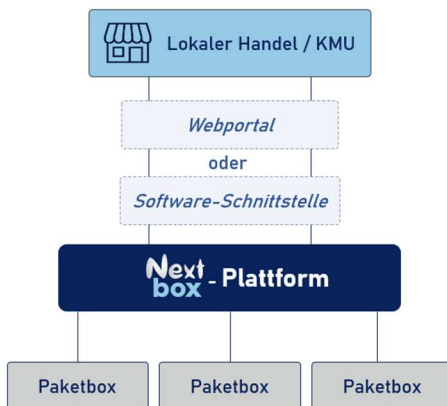 Lokaler Handel / KMU
Webportal
oder
Software-Schnittstelle
Next box - Plattform
Paketbox Paketbox Paketbox